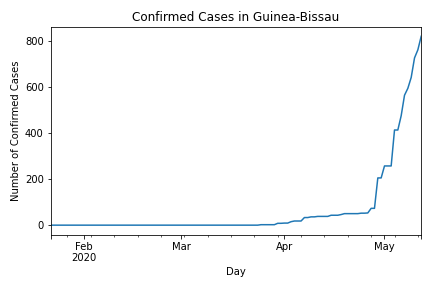 Confirmed Cases in Guinea-Bissau
800
600
400
200
0
Number of Confirmed Cases
Feb
2020
Mar
Apr
May
Day